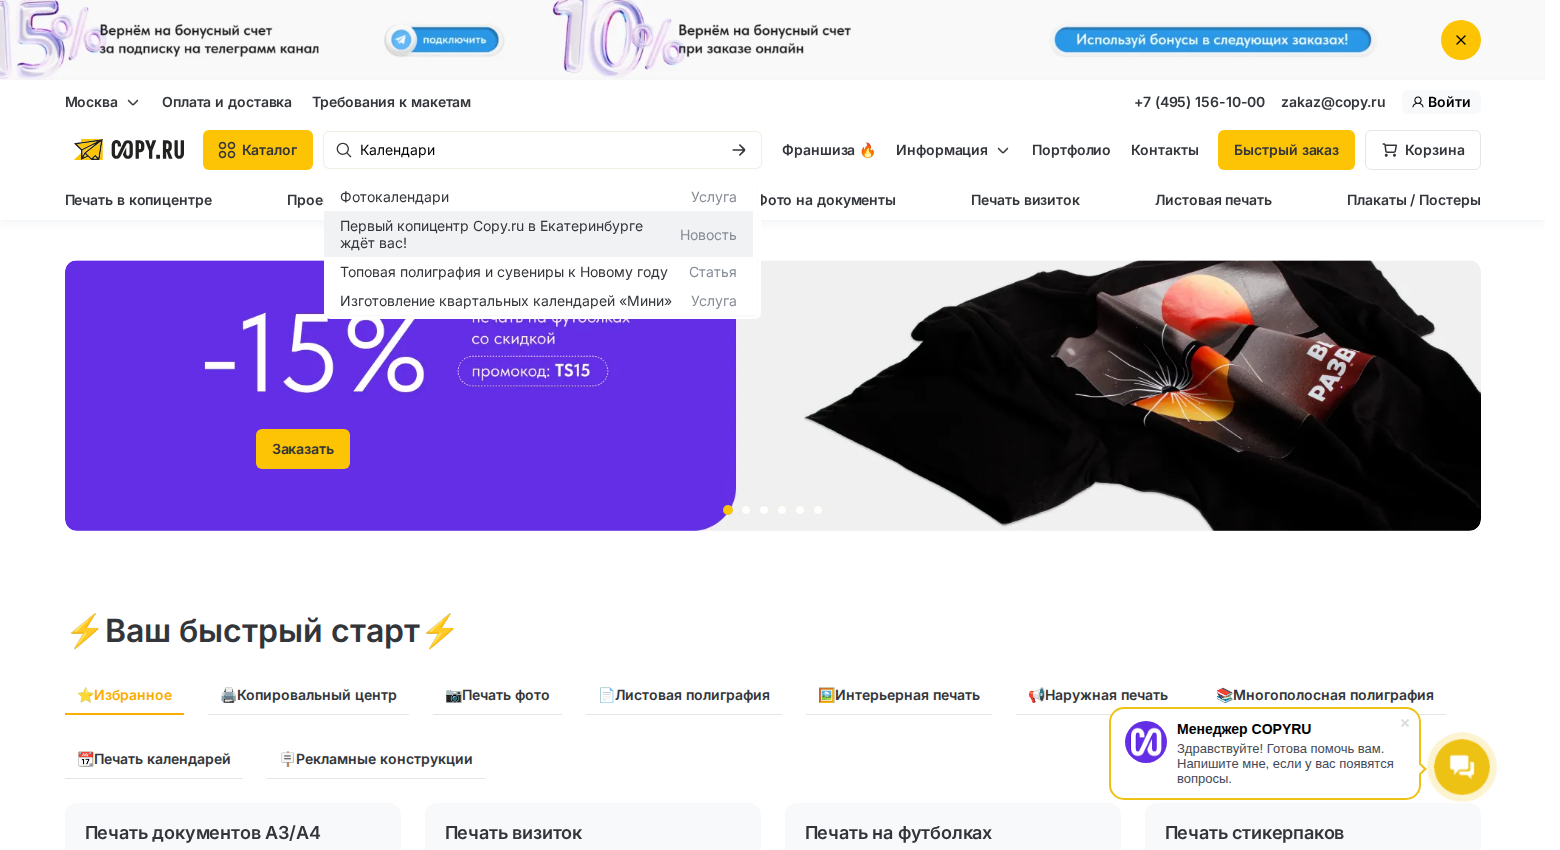 15%
Вернём на бонусный счет
за подписку на телеграмм канал
подключить
10%
Вернём на бонусный счет
при заказе онлайн
Используй бонусы в следующих заказах!
Москва
Оплата и доставка
Требования к макетам
+7 (495) 156-10-00
zakaz@copy.ru
Войти
COPY.RU
Каталог
Календари
Франшиза 🔥
Информация
Портфолио
Контакты
Быстрый заказ
Корзина
Печать в копицентре
Прое
Фото на документы
Печать визиток
Листовая печать
Плакаты / Постеры
Фотокалендари
Услуга
Первый копицентр Copy.ru в Екатеринбурге
ждёт вас!
Новость
Топовая полиграфия и сувениры к Новому году
Статья
Изготовление квартальных календарей «Мини»
Услуга
-15%
печать на футболках
со скидкой
промокод: TS15
Заказать
⚡Ваш быстрый старт⚡
⭐Избранное
🖨️Копировальный центр
📷Печать фото
📄Листовая полиграфия
🖼️Интерьерная печать
📢Наружная печать
📚Многополосная полиграфия
📆Печать календарей
🪧Рекламные конструкции
Менеджер COPYRU
Здравствуйте! Готова помочь вам.
Напишите мне, если у вас появятся
вопросы.
Печать документов А3/А4
Печать визиток
Печать на футболках
Печать стикерпаков